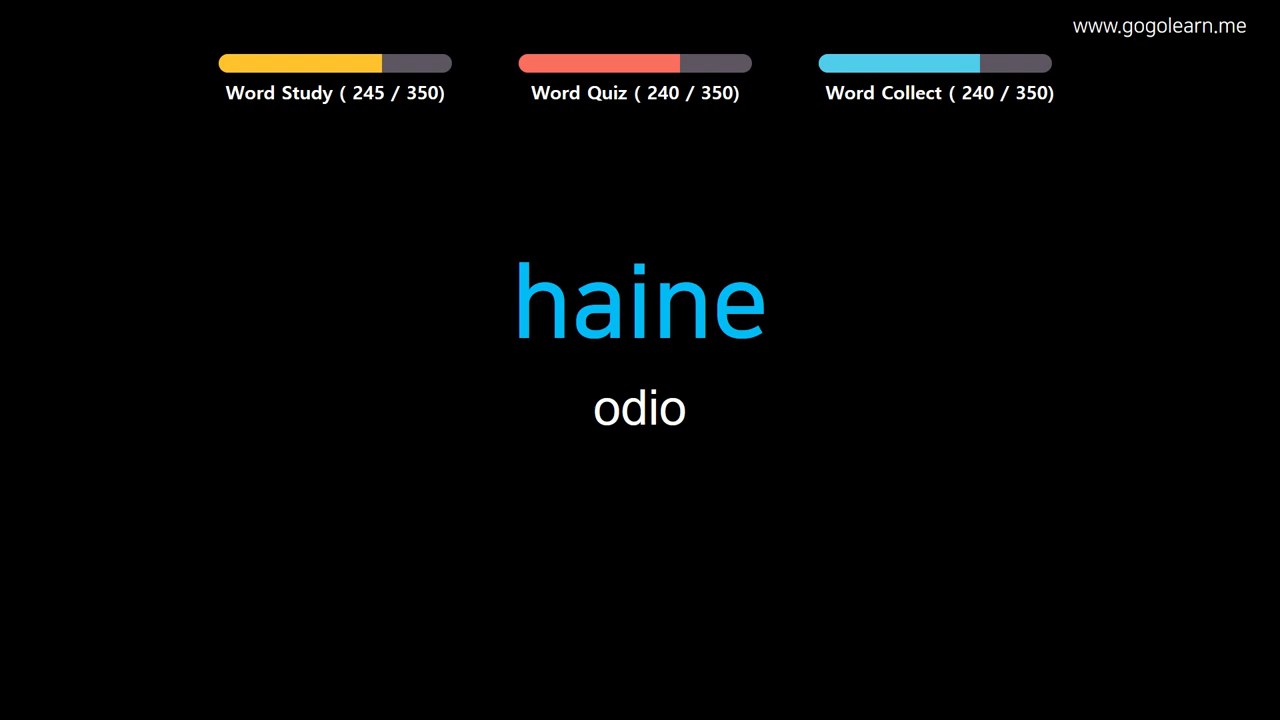 www.gogolearn.me
Word Study ( 245 / 350)
Word Quiz ( 240 / 350)
Word Collect ( 240 / 350)
haine
odio